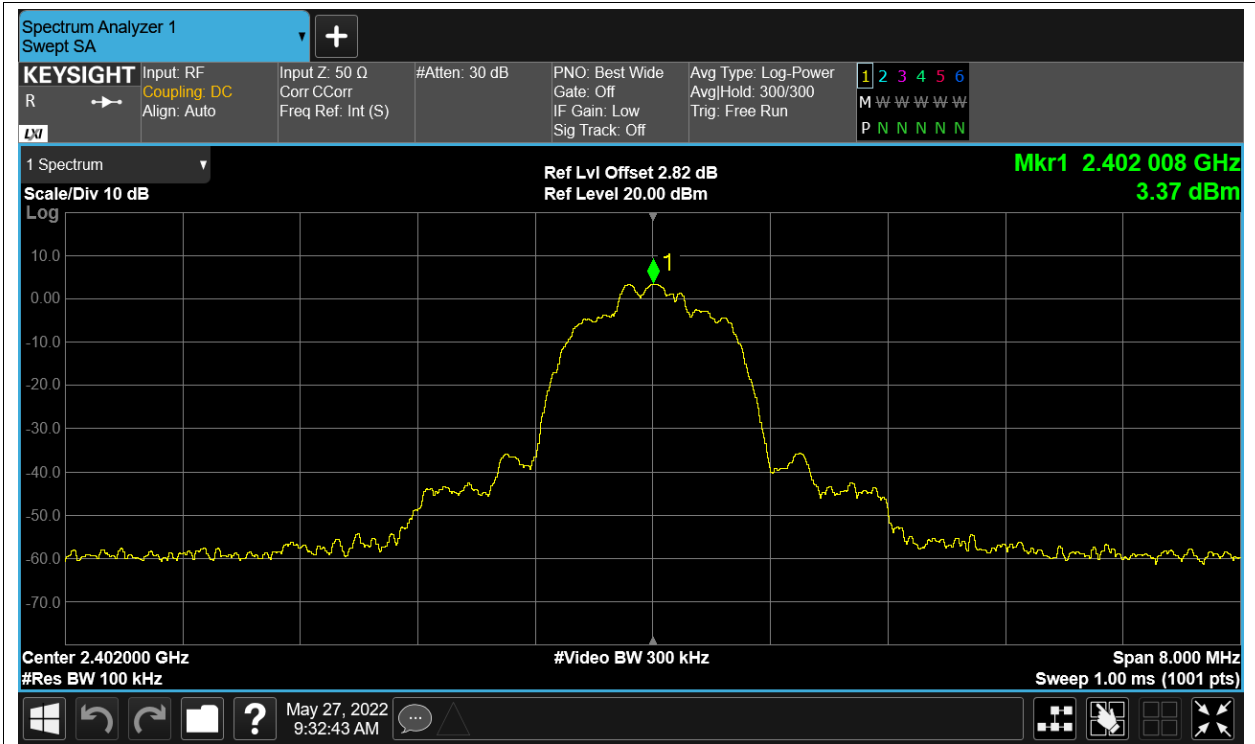 Spectrum Analyzer 1
Swept SA
KEYSIGHT
R
LXI
Input: RF
Coupling: DC
Align: Auto
Input Z: 50 Ω
Corr CCorr
Freq Ref: Int (S)
#Atten: 30 dB
PNO: Best Wide
Gate: Off
IF Gain: Low
Sig Track: Off
Avg Type: Log-Power
Avg|Hold: 300/300
Trig: Free Run
1 2 3 4 5 6
M W W W W W
P N N N N N
1 Spectrum
Scale/Div 10 dB
Log
Ref Lvl Offset 2.82 dB
Ref Level 20.00 dBm
Mkr1 2.402 008 GHz
3.37 dBm
1
10.0
0.00
-10.0
-20.0
-30.0
-40.0
-50.0
-60.0
-70.0
Center 2.402000 GHz
#Res BW 100 kHz
#Video BW 300 kHz
Span 8.000 MHz
Sweep 1.00 ms (1001 pts)
?
May 27, 2022
9:32:43 AM